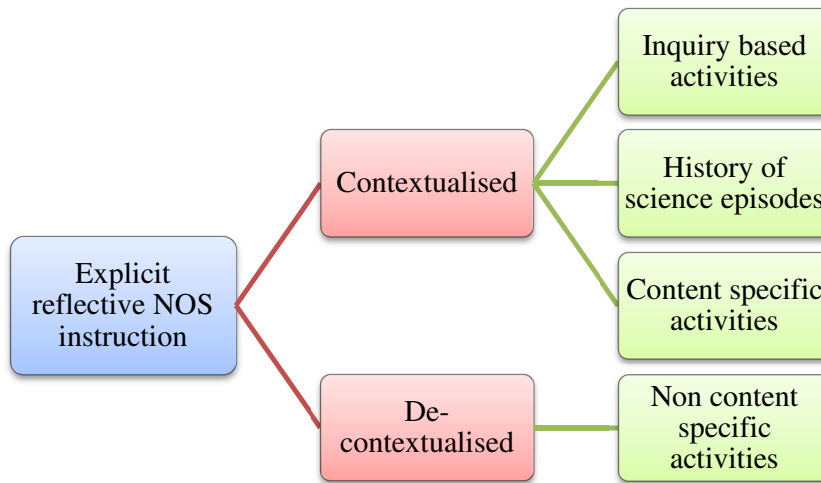 Explicit
reflective NOS
instruction
Contextualised
De-
contextualised
Inquiry based
activities
History of
science episodes
Content specific
activities
Non content
specific
activities